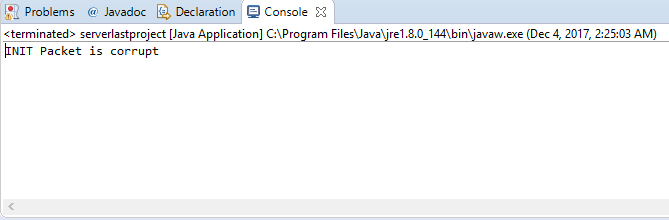 Problems @ Javadoc Declaration Console
<terminated> serverlastproject [Java Application] C:\Program Files\Java\jre1.8.0_144\bin\javaw.exe (Dec 4, 2017, 2:25:03 AM)
INIT Packet is corrupt